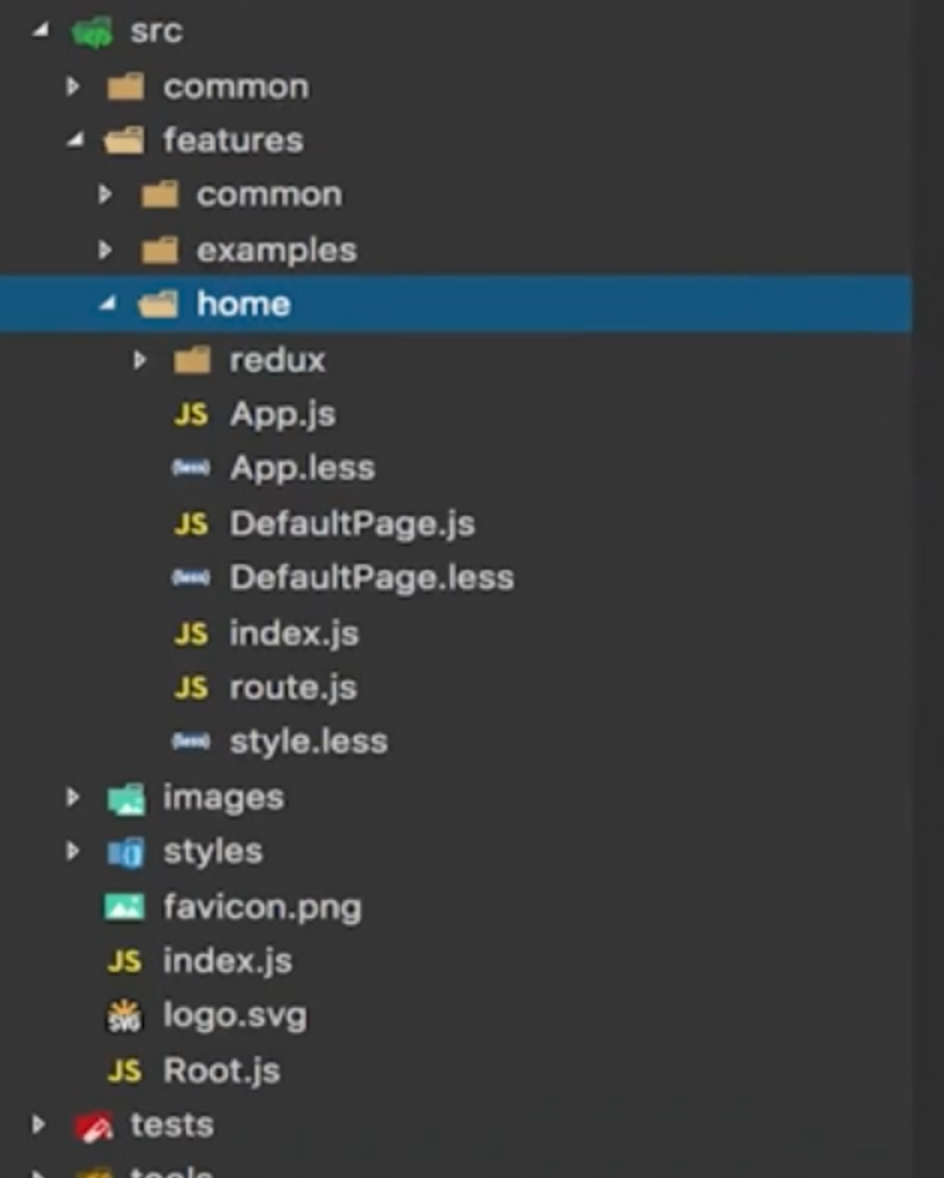 src
common
features
common
examples
home
redux
JS App.js
{less} App.less
JS DefaultPage.js
{less} DefaultPage.less
JS index.js
JS route.js
{less} style.less
images
styles
favicon.png
JS index.js
SVG logo.svg
JS Root.js
tests
tools